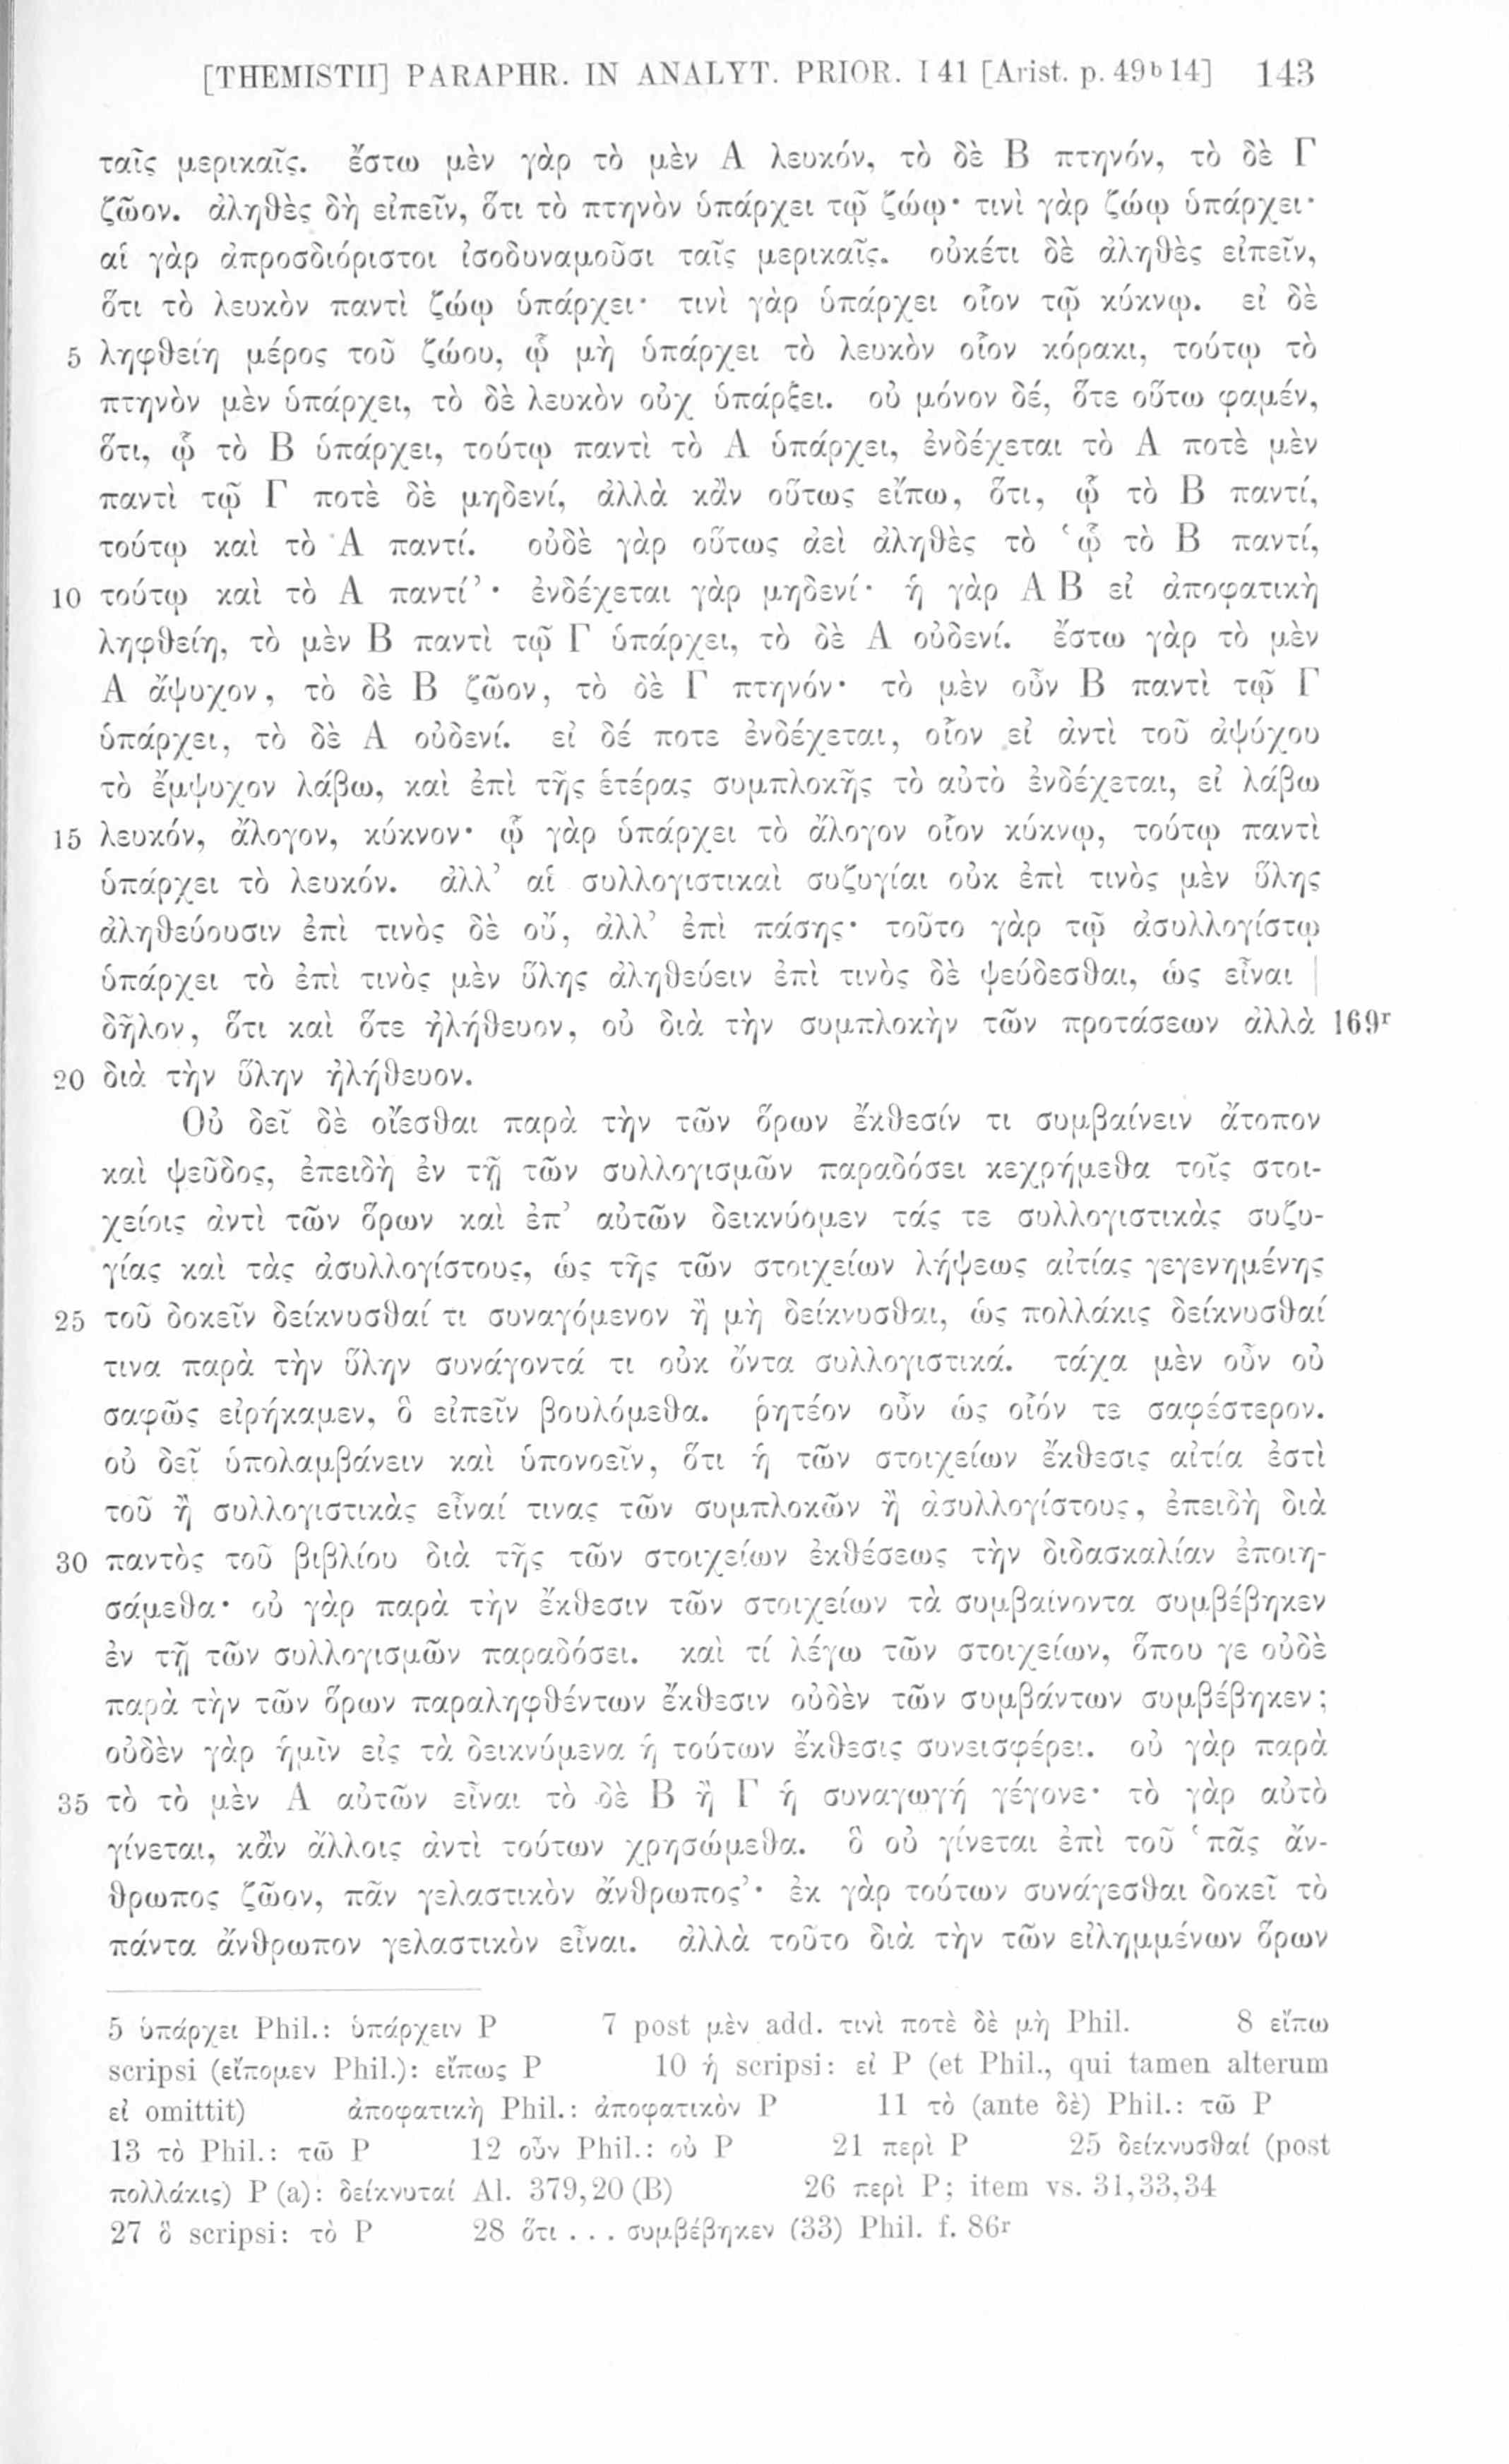 [THEMISTII] PARAPHR. IN ANALYT. PRIOR. I 41 [Arist. p. 49ᵇ 14] 143
ταῖς μερικαῖς. ἔστω μὲν γὰρ τὸ μὲν Α λευκόν, τὸ δὲ Β πτηνόν, τὸ δὲ Γ
ζῶον. ἀληθὲς δὴ εἰπεῖν, ὅτι τὸ πτηνὸν ὑπάρχει τῷ ζώῳ· τινὶ γὰρ ζώῳ ὑπάρχει·
αἱ γὰρ ἀπροσδιόριστοι ἰσοδυναμοῦσι ταῖς μερικαῖς. οὐκέτι δὲ ἀληθὲς εἰπεῖν,
ὅτι τὸ λευκὸν παντὶ ζώῳ ὑπάρχει· τινὶ γὰρ ὑπάρχει οἷον τῷ κύκνῳ. εἰ δὲ
5 ληφθείη μέρος τοῦ ζώου, ᾧ μὴ ὑπάρχει τὸ λευκὸν οἷον κόρακι, τούτῳ τὸ
πτηνὸν μὲν ὑπάρχει, τὸ δὲ λευκὸν οὐχ ὑπάρξει. οὐ μόνον δέ, ὅτε οὕτω φαμέν,
ὅτι, ᾧ τὸ Β ὑπάρχει, τούτῳ παντὶ τὸ Α ὑπάρχει, ἐνδέχεται τὸ Α ποτὲ μὲν
παντὶ τῷ Γ ποτὲ δὲ μηδενί, ἀλλὰ κἂν οὕτως εἴπω, ὅτι, ᾧ τὸ Β παντί,
τούτῳ καὶ τὸ Α παντί. οὐδὲ γὰρ οὕτως ἀεὶ ἀληθὲς τὸ ʽᾧ τὸ Β παντί,
10 τούτῳ καὶ τὸ Α παντί’· ἐνδέχεται γὰρ μηδενί· ἡ γὰρ Α Β εἰ ἀποφατικὴ
ληφθείη, τὸ μὲν Β παντὶ τῷ Γ ὑπάρχει, τὸ δὲ Α οὐδενί. ἔστω γὰρ τὸ μὲν
Α ἄψυχον, τὸ δὲ Β ζῶον, τὸ δὲ Γ πτηνόν· τὸ μὲν οὖν Β παντὶ τῷ Γ
ὑπάρχει, τὸ δὲ Α οὐδενί. εἰ δέ ποτε ἐνδέχεται, οἷον εἰ ἀντὶ τοῦ ἀψύχου
τὸ ἔμψυχον λάβω, καὶ ἐπὶ τῆς ἑτέρας συμπλοκῆς τὸ αὐτὸ ἐνδέχεται, εἰ λάβω
15 λευκόν, ἄλογον, κύκνον· ᾧ γὰρ ὑπάρχει τὸ ἄλογον οἷον κύκνῳ, τούτῳ παντὶ
ὑπάρχει τὸ λευκόν. ἀλλ’ αἱ συλλογιστικαὶ συζυγίαι οὐκ ἐπὶ τινὸς μὲν ὕλης
ἀληθεύουσιν ἐπὶ τινὸς δὲ οὔ, ἀλλ’ ἐπὶ πάσης· τοῦτο γὰρ τῷ ἀσυλλογίστῳ
ὑπάρχει τὸ ἐπὶ τινὸς μὲν ὕλης ἀληθεύειν ἐπὶ τινὸς δὲ ψεύδεσθαι, ὡς εἶναι |
δῆλον, ὅτι καὶ ὅτε ἠλήθευον, οὐ διὰ τὴν συμπλοκὴν τῶν προτάσεων ἀλλὰ 169ʳ
20 διὰ τὴν ὕλην ἠλήθευον.
Οὐ δεῖ δὲ οἴεσθαι παρὰ τὴν τῶν ὅρων ἔκθεσίν τι συμβαίνειν ἄτοπον
καὶ ψεῦδος, ἐπειδὴ ἐν τῇ τῶν συλλογισμῶν παραδόσει κεχρήμεθα τοῖς στοι-
χείοις ἀντὶ τῶν ὅρων καὶ ἐπ’ αὐτῶν δεικνύομεν τάς τε συλλογιστικὰς συζυ-
γίας καὶ τὰς ἀσυλλογίστους, ὡς τῆς τῶν στοιχείων λήψεως αἰτίας γεγενημένης
25 τοῦ δοκεῖν δείκνυσθαί τι συναγόμενον ἢ μὴ δείκνυσθαι, ὡς πολλάκις δείκνυσθαί
τινα παρὰ τὴν ὕλην συνάγοντά τι οὐκ ὄντα συλλογιστικά. τάχα μὲν οὖν οὐ
σαφῶς εἰρήκαμεν, ὃ εἰπεῖν βουλόμεθα. ῥητέον οὖν ὡς οἷόν τε σαφέστερον.
οὐ δεῖ ὑπολαμβάνειν καὶ ὑπονοεῖν, ὅτι ἡ τῶν στοιχείων ἔκθεσις αἰτία ἐστὶ
τοῦ ἢ συλλογιστικὰς εἶναί τινας τῶν συμπλοκῶν ἢ ἀσυλλογίστους, ἐπειδὴ διὰ
30 παντὸς τοῦ βιβλίου διὰ τῆς τῶν στοιχείων ἐκθέσεως τὴν διδασκαλίαν ἐποιη-
σάμεθα· οὐ γὰρ παρὰ τὴν ἔκθεσιν τῶν στοιχείων τὰ συμβαίνοντα συμβέβηκεν
ἐν τῇ τῶν συλλογισμῶν παραδόσει. καὶ τί λέγω τῶν στοιχείων, ὅπου γε οὐδὲ
παρὰ τὴν τῶν ὅρων παραληφθέντων ἔκθεσιν οὐδὲν τῶν συμβάντων συμβέβηκεν;
οὐδὲν γὰρ ἡμῖν εἰς τὰ δεικνύμενα ἡ τούτων ἔκθεσις συνεισφέρει. οὐ γὰρ παρὰ
35 τὸ τὸ μὲν Α αὐτῶν εἶναι τὸ δὲ Β ἢ Γ ἡ συναγωγή γέγονε· τὸ γὰρ αὐτὸ
γίνεται, κἂν ἄλλοις ἀντὶ τούτων χρησώμεθα. ὃ οὐ γίνεται ἐπὶ τοῦ ʽπᾶς ἄν-
θρωπος ζῶον, πᾶν γελαστικὸν ἄνθρωπος’· ἐκ γὰρ τούτων συνάγεσθαι δοκεῖ τὸ
πάντα ἄνθρωπον γελαστικὸν εἶναι. ἀλλὰ τοῦτο διὰ τὴν τῶν εἰλημμένων ὅρων
5 ὑπάρχει Phil.: ὑπάρχειν P 7 post μὲν add. τινὶ ποτὲ δὲ μὴ Phil. 8 εἴπω
scripsi (εἴπομεν Phil.): εἴπως P 10 ἡ scripsi: εἰ P (et Phil., qui tamen alterum
εἰ omittit) ἀποφατικὴ Phil.: ἀποφατικὸν P 11 τὸ (ante δὲ) Phil.: τῶ P
13 τὸ Phil.: τῶ P 12 οὖν Phil.: οὐ P 21 περὶ P 25 δείκνυσθαί (post
πολλάκις) P (a): δείκνυταί Al. 379,20 (B) 26 περὶ P; item vs. 31,33,34
27 ὃ scripsi: τὸ P 28 ὅτι . . . συμβέβηκεν (33) Phil. f. 86ʳ